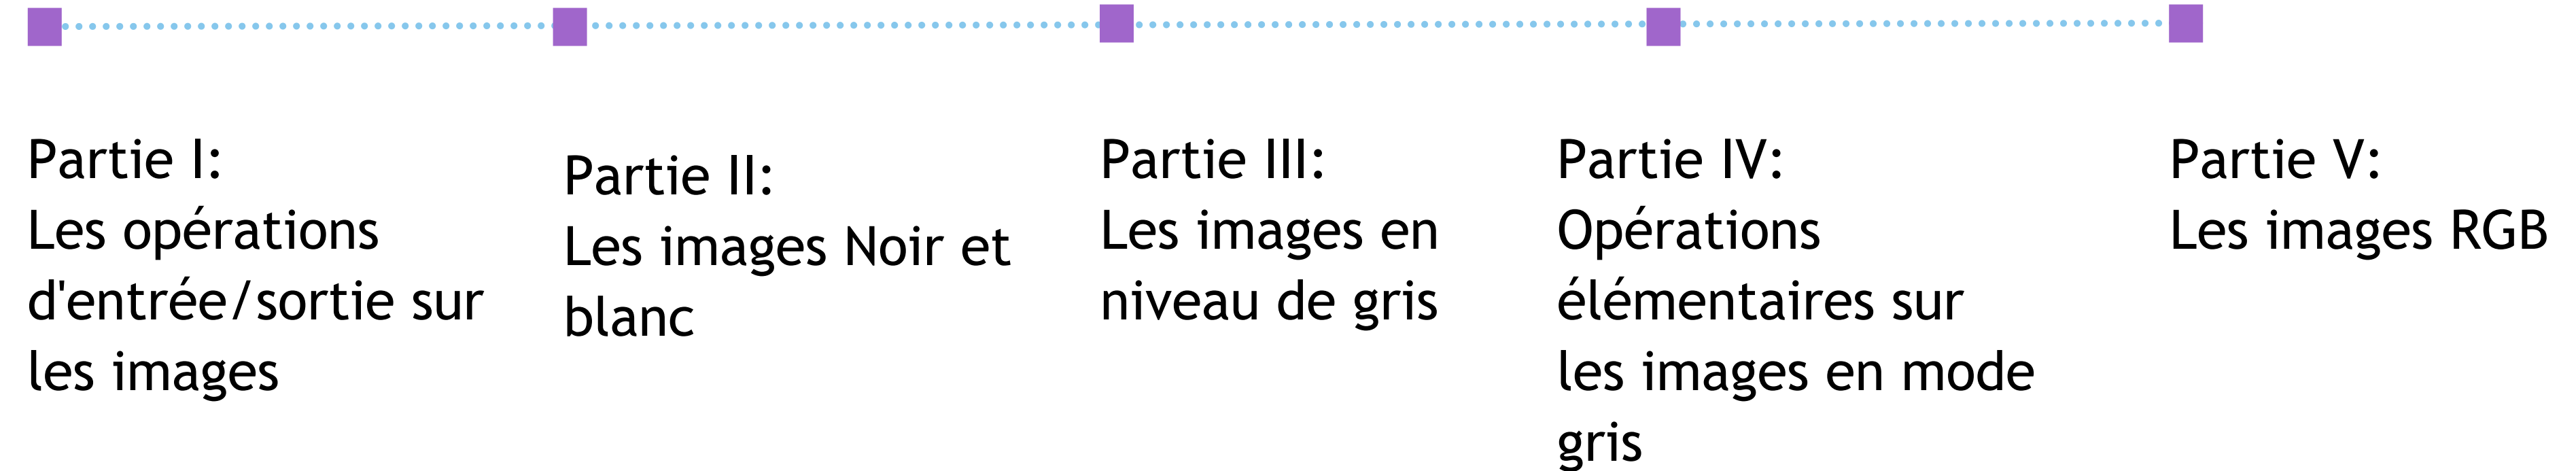 Partie I:
Les opérations
d'entrée/sortie sur
les images
Partie II:
Les images Noir et
blanc
Partie III:
Les images en
niveau de gris
Partie IV:
Opérations
élémentaires sur
les images en mode
gris
Partie V:
Les images RGB